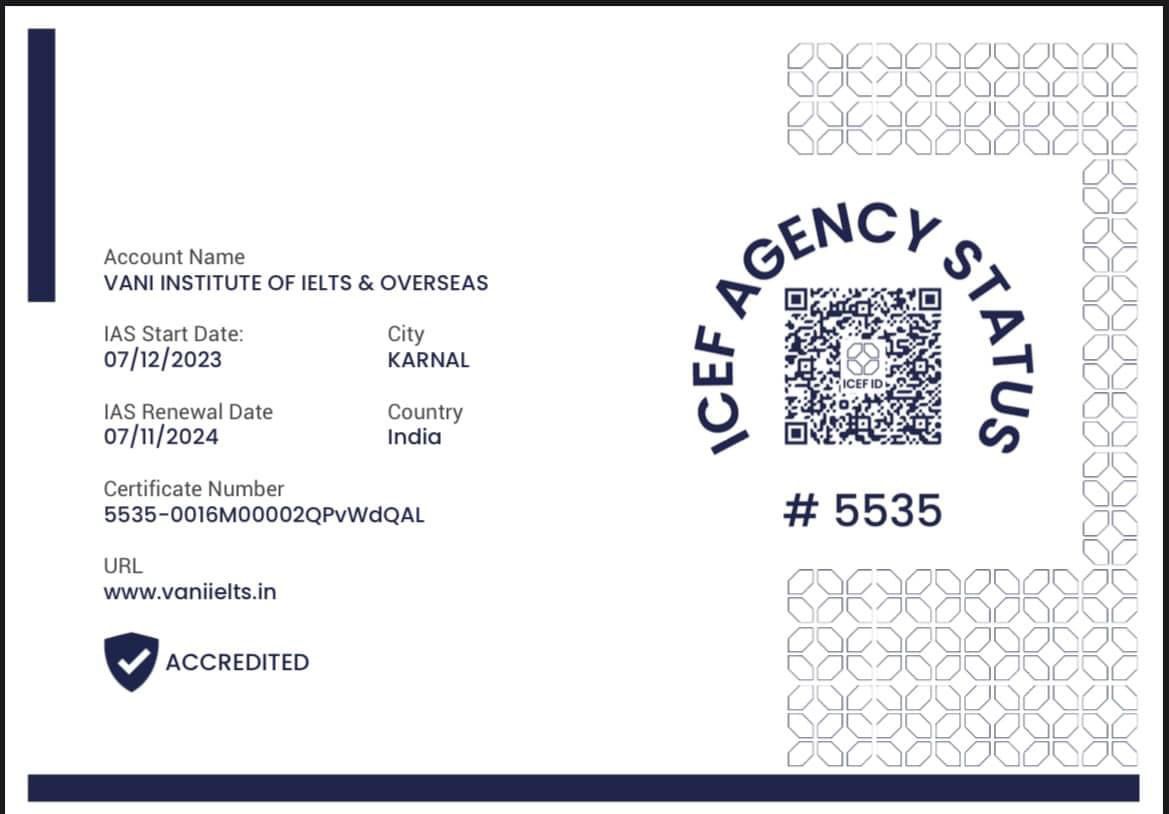 Account Name
VANI INSTITUTE OF IELTS & OVERSEAS
IAS Start Date:
07/12/2023
City
KARNAL
IAS Renewal Date
07/11/2024
Country
India
Certificate Number
5535-0016M00002QPvWdQAL
URL
www.vaniielts.in
ACCREDITED
ICEF AGENCY STATUS
ICEF ID
# 5535